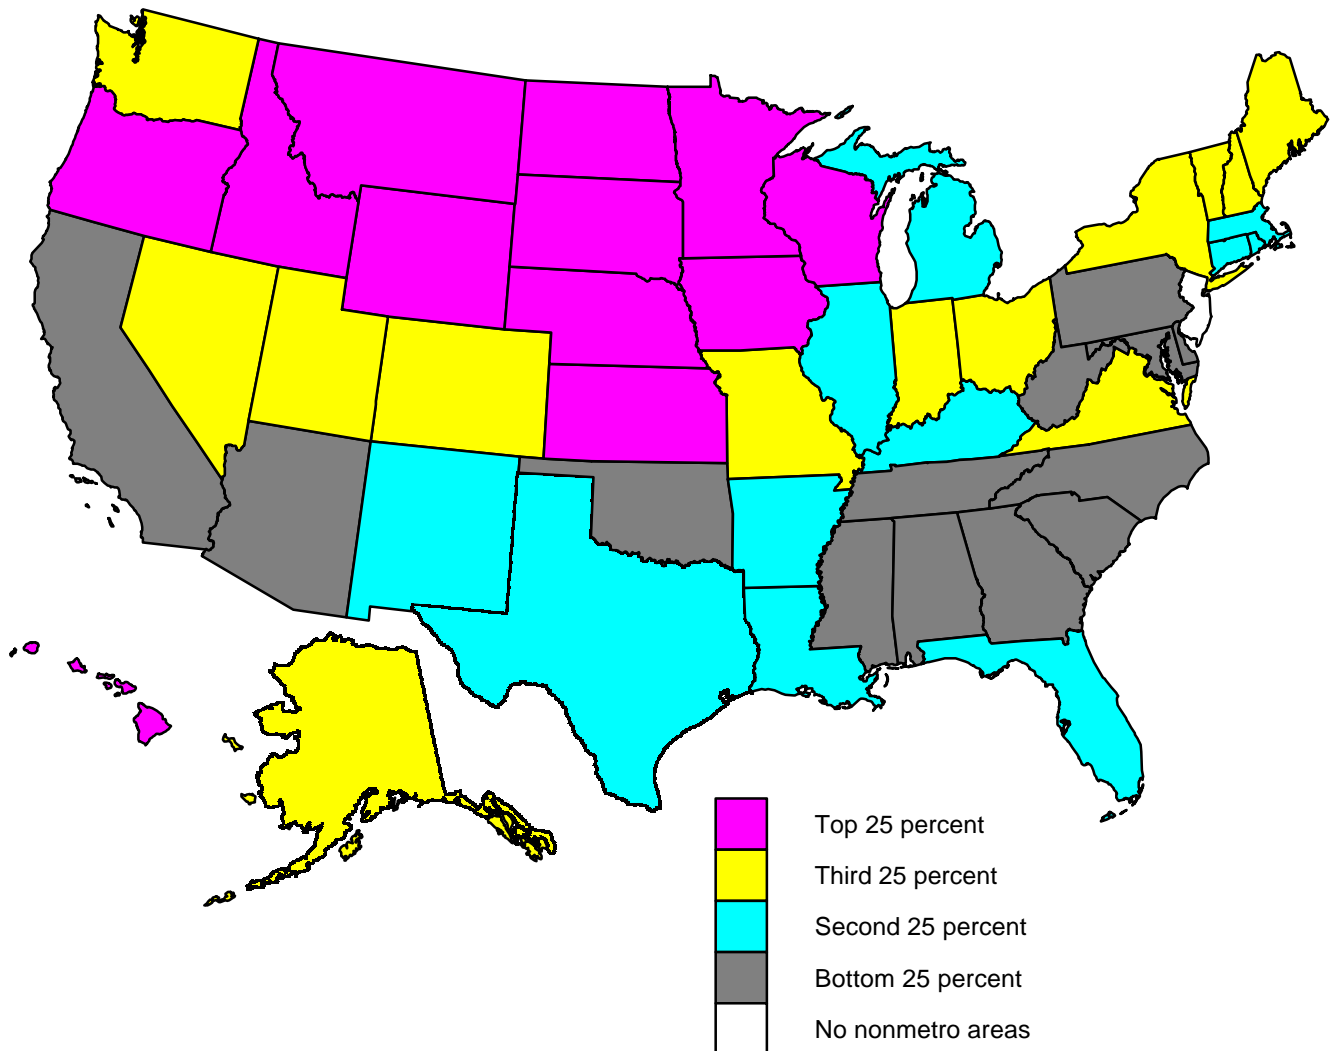 Top 25 percent
Third 25 percent
Second 25 percent
Bottom 25 percent
No nonmetro areas